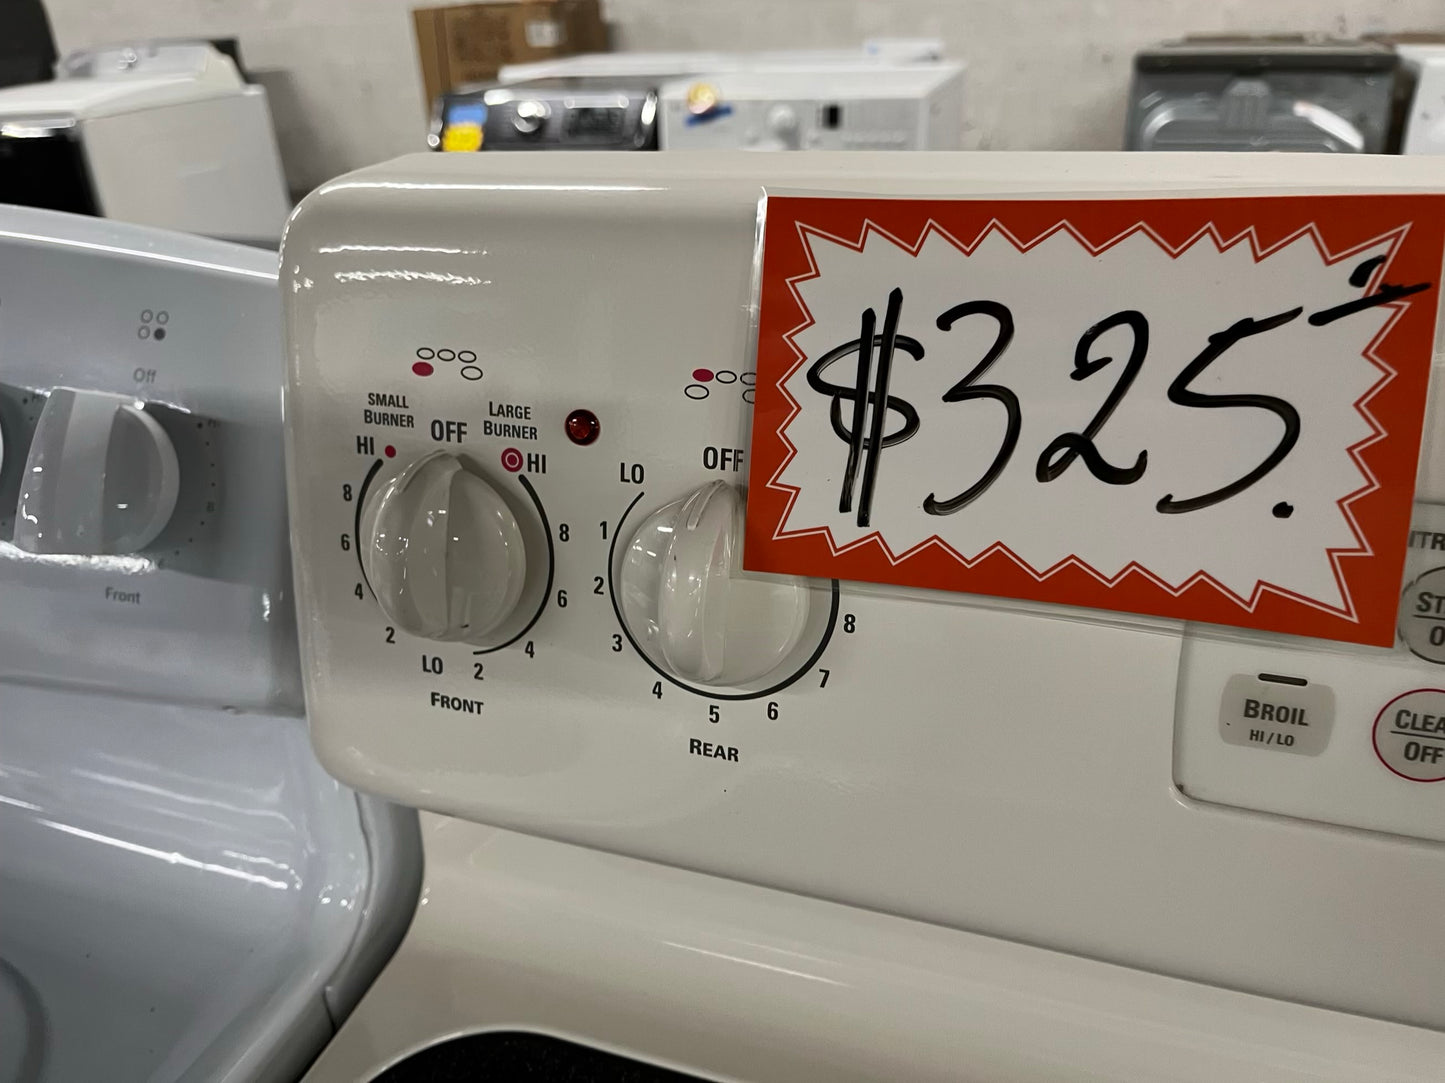 $325.
Off
Front
SMALL
BURNER
OFF
LARGE
BURNER
HI
HI
8
6
4
2
LO
2
4
6
8
FRONT
OFF
LO
1
2
3
4
5
6
7
8
REAR
BROIL
HI / LO
OFF